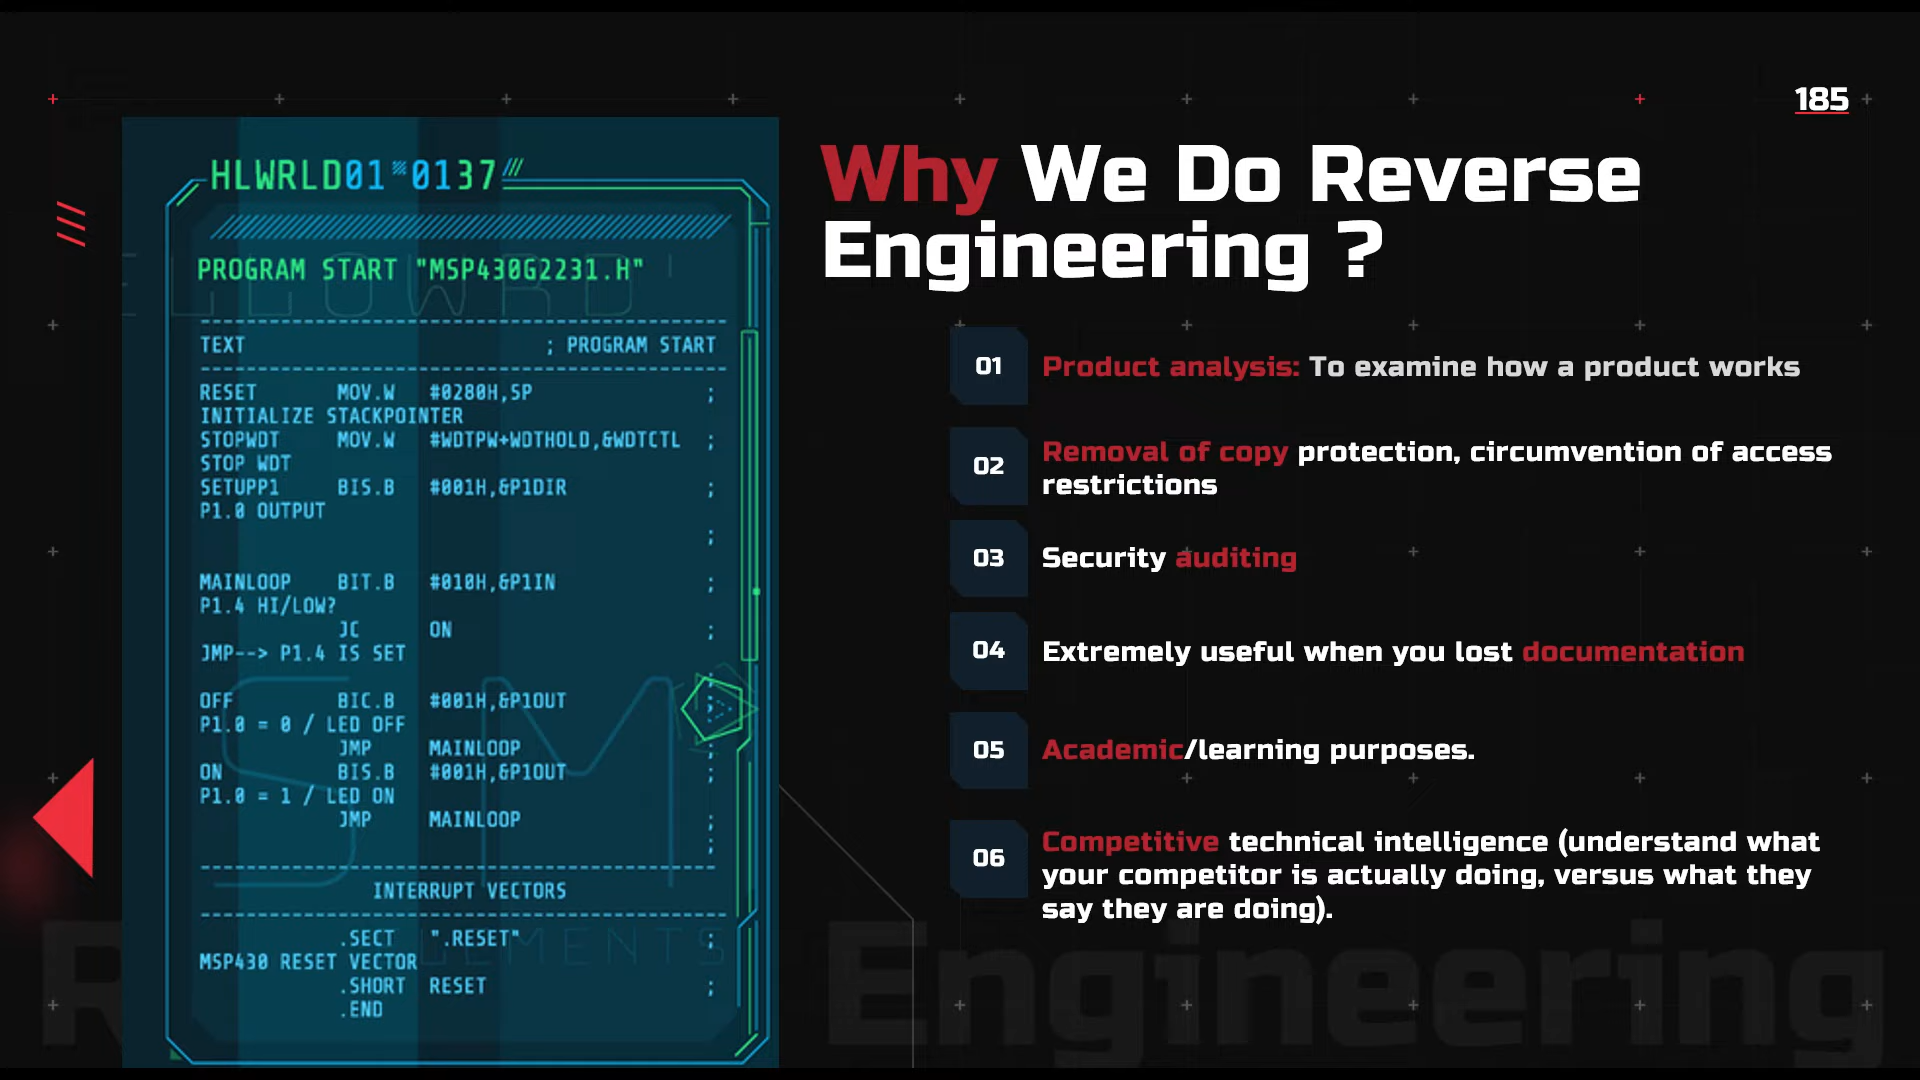 185
HLWRLD01※0137
PROGRAM START "MSP430G2231.H"
TEXT ; PROGRAM START
RESET MOV.W #0280H,SP ;
INITIALIZE STACKPOINTER
STOPWDT MOV.W #WDTPW+WDTHOLD,&WDTCTL ;
STOP WDT
SETUPP1 BIS.B #001H,&P1DIR ;
P1.0 OUTPUT
;
MAINLOOP BIT.B #010H,&P1IN ;
P1.4 HI/LOW?
JC ON ;
JMP--> P1.4 IS SET
;
OFF BIC.B #001H,&P1OUT ;
P1.0 = 0 / LED OFF
JMP MAINLOOP ;
ON BIS.B #001H,&P1OUT ;
P1.0 = 1 / LED ON
JMP MAINLOOP ;
;
INTERRUPT VECTORS
.SECT ".RESET" ;
MSP430 RESET VECTOR
.SHORT RESET ;
.END
Why We Do Reverse
Engineering ?
01 Product analysis: To examine how a product works
02 Removal of copy protection, circumvention of access
restrictions
03 Security auditing
04 Extremely useful when you lost documentation
05 Academic/learning purposes.
06 Competitive technical intelligence (understand what
your competitor is actually doing, versus what they
say they are doing).
Engineering